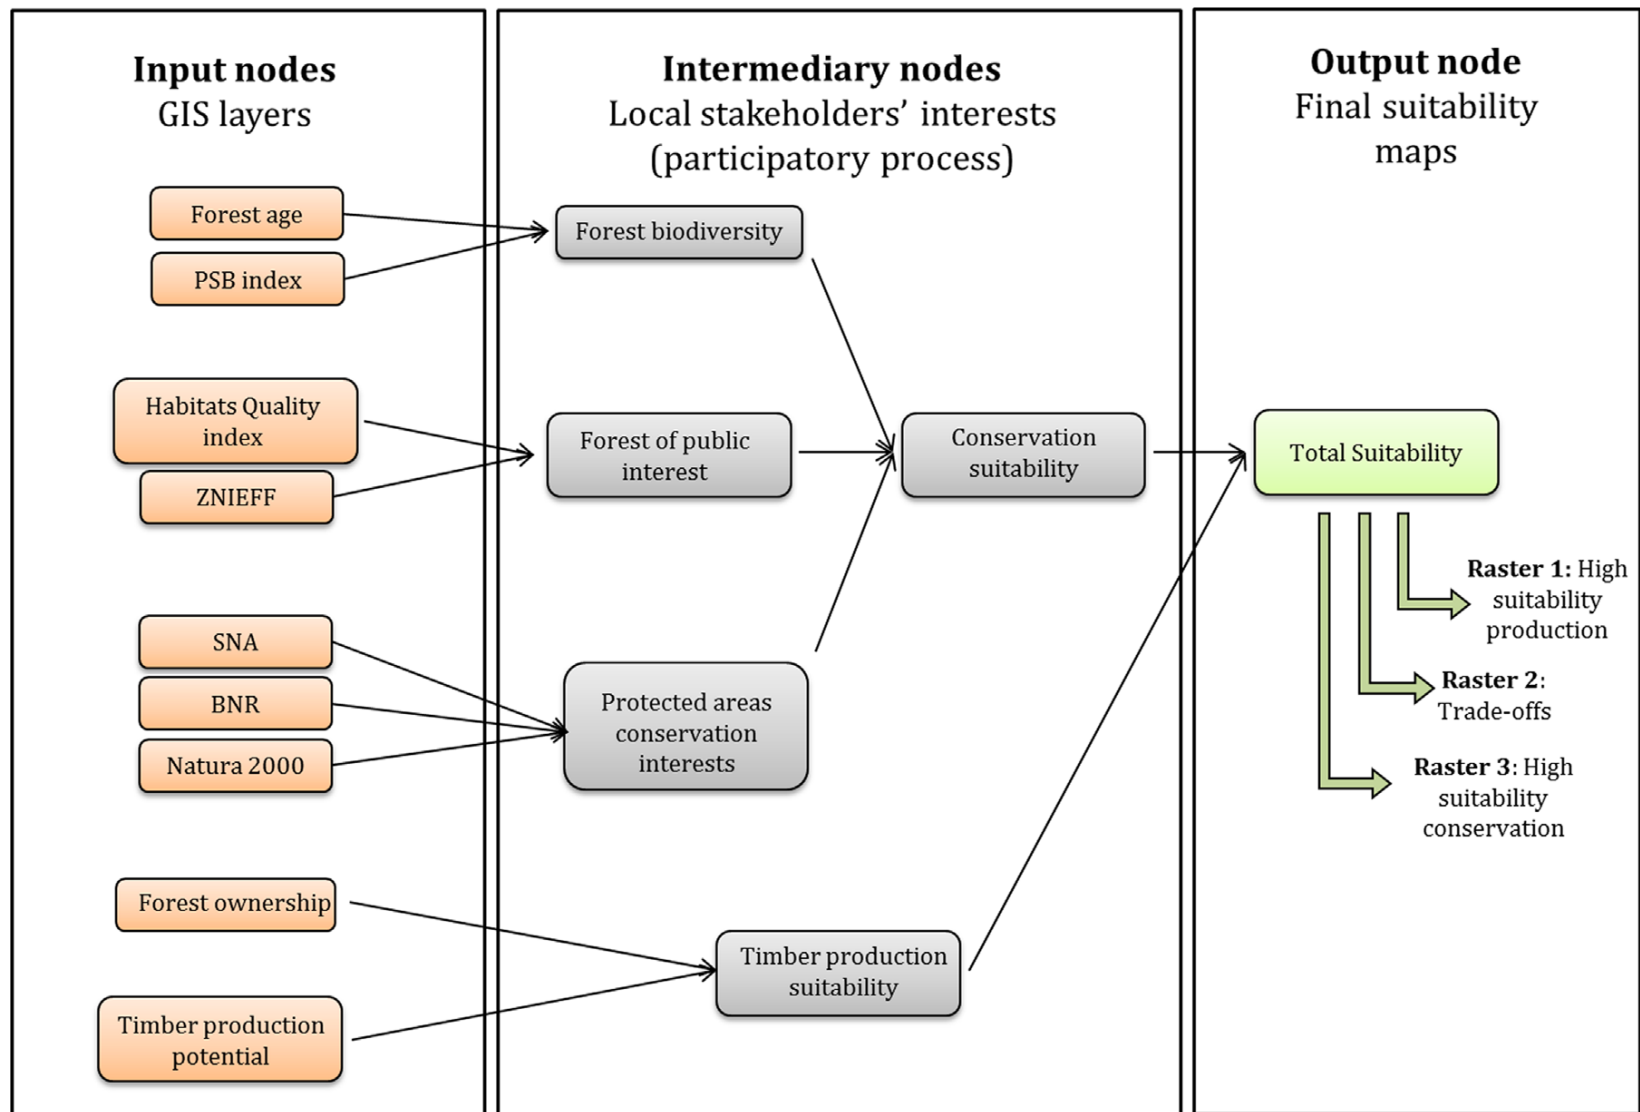 Input nodes
GIS layers
Forest age
PSB index
Habitats Quality
index
ZNIEFF
SNA
BNR
Natura 2000
Forest ownership
Timber production
potential
Intermediary nodes
Local stakeholders’ interests
(participatory process)
Forest biodiversity
Forest of public
interest
Conservation
suitability
Protected areas
conservation
interests
Timber production
suitability
Output node
Final suitability
maps
Total Suitability
Raster 1: High
suitability
production
Raster 2:
Trade-offs
Raster 3: High
suitability
conservation